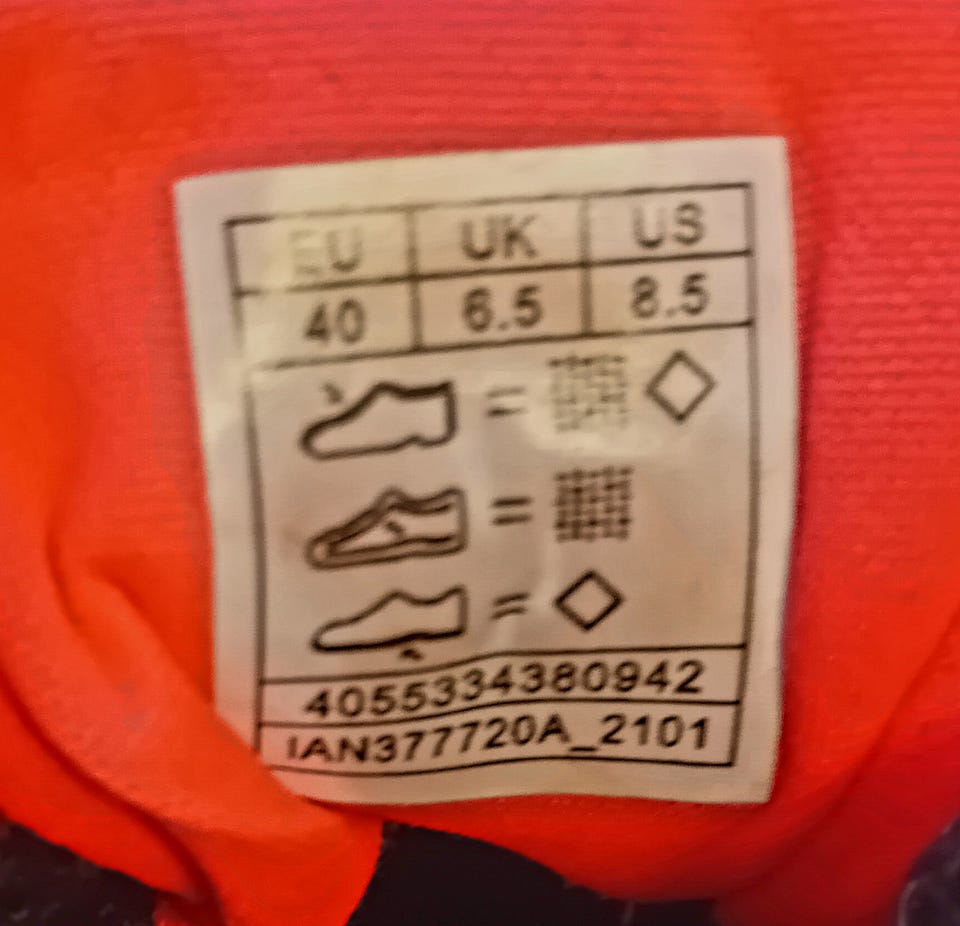 EU UK US
40 6.5 8.5
=
=
=
4055334380942
IAN377720A_2101